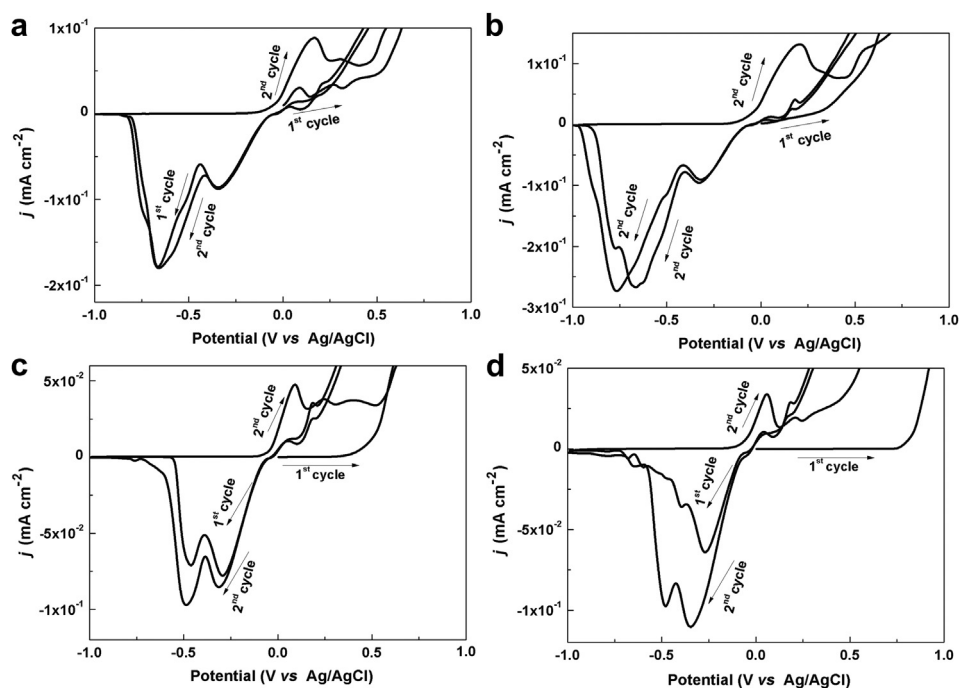 a
1x10⁻¹
0
-1x10⁻¹
-2x10⁻¹
j (mA cm⁻²)
2ⁿᵈ cycle
1ˢᵗ cycle
1ˢᵗ cycle
2ⁿᵈ cycle
-1.0 -0.5 0.0 0.5 1.0
Potential (V vs Ag/AgCl)
b
1x10⁻¹
0
-1x10⁻¹
-2x10⁻¹
-3x10⁻¹
j (mA cm⁻²)
2ⁿᵈ cycle
1ˢᵗ cycle
2ⁿᵈ cycle
2ⁿᵈ cycle
-1.0 -0.5 0.0 0.5 1.0
Potential (V vs Ag/AgCl)
c
5x10⁻²
0
-5x10⁻²
-1x10⁻¹
j (mA cm⁻²)
2ⁿᵈ cycle
1ˢᵗ cycle
1ˢᵗ cycle
2ⁿᵈ cycle
-1.0 -0.5 0.0 0.5 1.0
Potential (V vs Ag/AgCl)
d
5x10⁻²
0
-5x10⁻²
-1x10⁻¹
j (mA cm⁻²)
2ⁿᵈ cycle
1ˢᵗ cycle
1ˢᵗ cycle
2ⁿᵈ cycle
-1.0 -0.5 0.0 0.5 1.0
Potential (V vs Ag/AgCl)